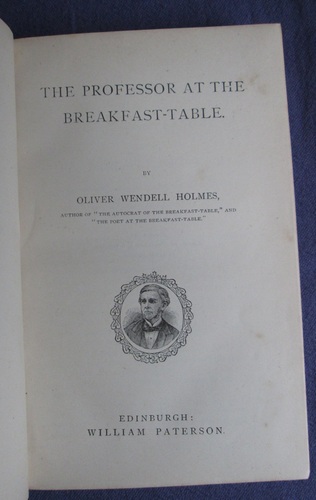 THE PROFESSOR AT THE
BREAKFAST-TABLE.
BY
OLIVER WENDELL HOLMES,
AUTHOR OF "THE AUTOCRAT OF THE BREAKFAST-TABLE," AND
"THE POET AT THE BREAKFAST-TABLE."
EDINBURGH:
WILLIAM PATERSON.